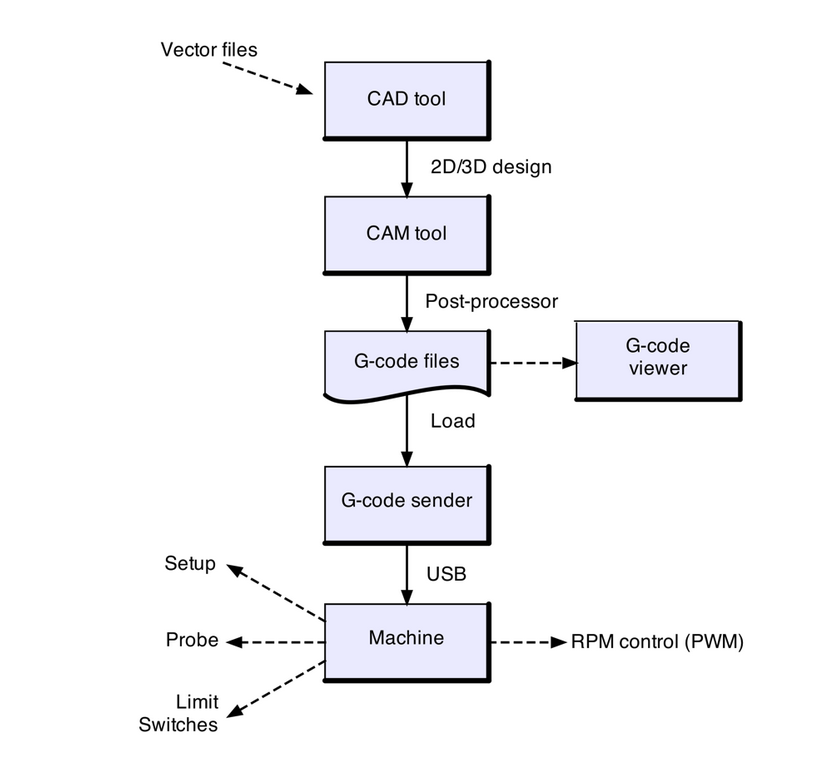 Vector files
CAD tool
2D/3D design
CAM tool
Post-processor
G-code files
G-code
viewer
Load
G-code sender
USB
Setup
Probe
Machine
RPM control (PWM)
Limit
Switches